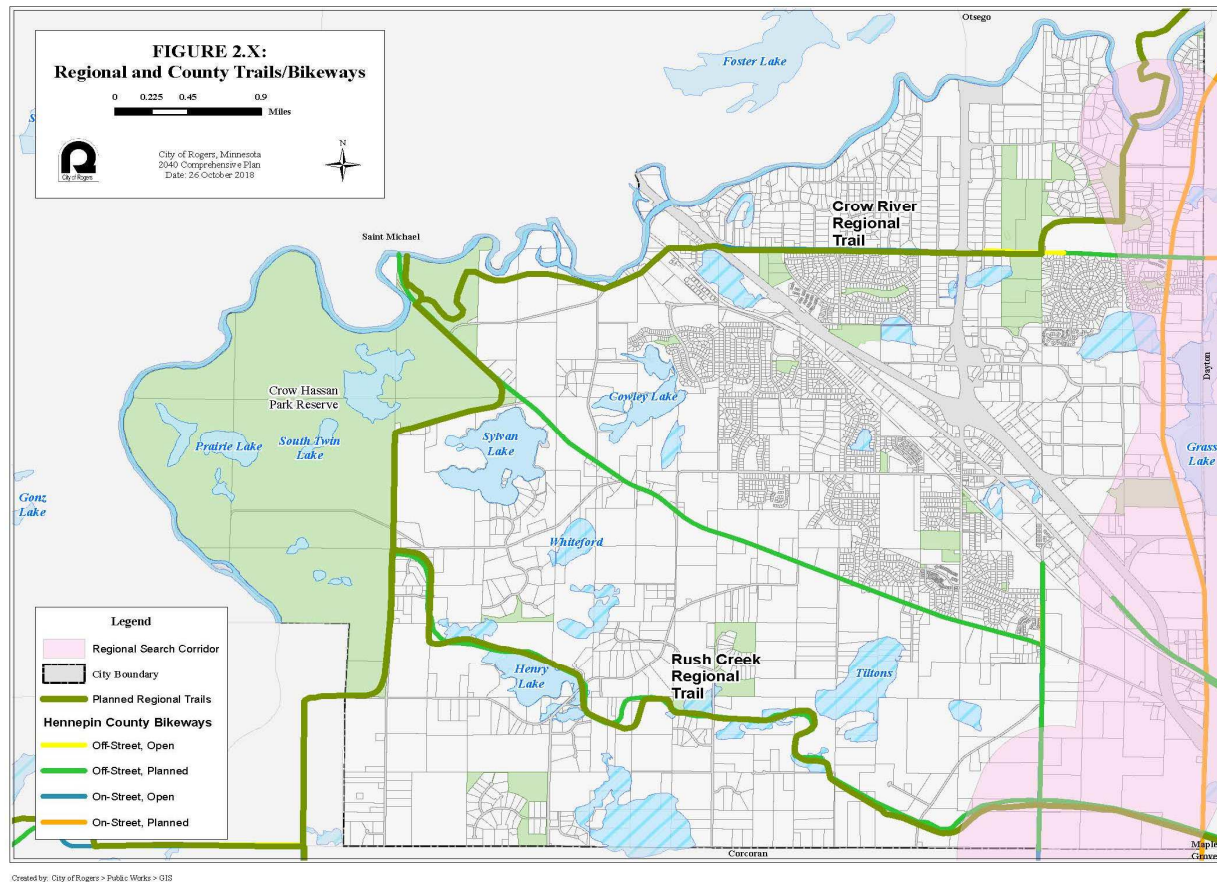 FIGURE 2.X:
Regional and County Trails/Bikeways
0 0.225 0.45 0.9
Miles
City of Rogers
City of Rogers, Minnesota
2040 Comprehensive Plan
Date: 26 October 2018
N
Otsego
Foster Lake
Saint Michael
Crow River
Regional
Trail
Crow Hassan
Park Reserve
Prairie Lake
South Twin
Lake
Sylvan
Lake
Cowley Lake
Dayton
Grass
Lake
Gonz
Lake
Whiteford
Henry
Lake
Rush Creek
Regional
Trail
Tiltons
Legend
Regional Search Corridor
City Boundary
Planned Regional Trails
Hennepin County Bikeways
Off-Street, Open
Off-Street, Planned
On-Street, Open
On-Street, Planned
Corcoran
Maple
Grove
Created by: City of Rogers > Public Works > GIS